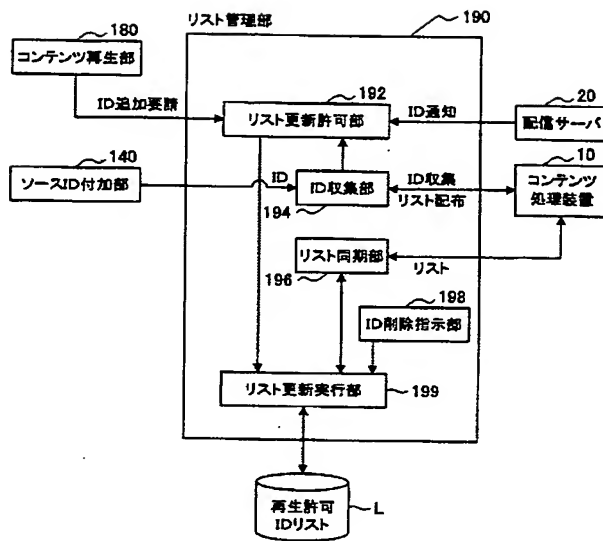 リスト管理部
190
180
コンテンツ再生部
ID追加要請
192
リスト更新許可部
ID通知
20
配信サーバ
140
ソースID付加部
ID
ID収集部
194
ID収集
リスト配布
10
コンテンツ
処理装置
リスト同期部
196
リスト
198
ID削除指示部
リスト更新実行部
199
再生許可
IDリスト
L